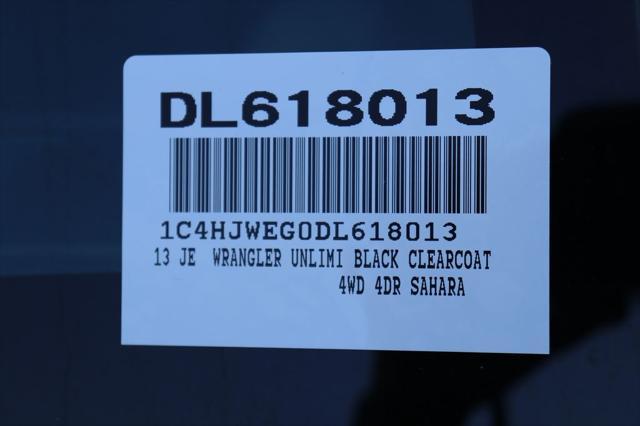 DL618013
1C4HJWEG0DL618013
13 JE WRANGLER UNLIMI BLACK CLEARCOAT
4WD 4DR SAHARA